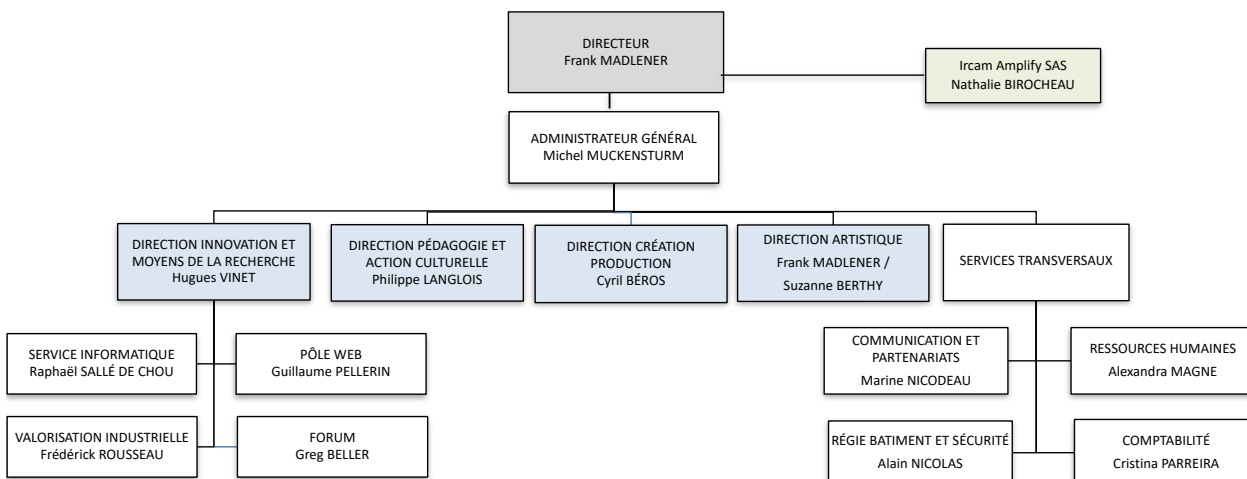 DIRECTEUR
Frank MADLENER
Ircam Amplify SAS
Nathalie BIROCHEAU
ADMINISTRATEUR GÉNÉRAL
Michel MUCKENSTURM
DIRECTION INNOVATION ET
MOYENS DE LA RECHERCHE
Hugues VINET
DIRECTION PÉDAGOGIE ET
ACTION CULTURELLE
Philippe LANGLOIS
DIRECTION CRÉATION
PRODUCTION
Cyril BÉROS
DIRECTION ARTISTIQUE
Frank MADLENER /
Suzanne BERTHY
SERVICES TRANSVERSAUX
SERVICE INFORMATIQUE
Raphaël SALLÉ DE CHOU
PÔLE WEB
Guillaume PELLERIN
COMMUNICATION ET
PARTENARIATS
Marine NICODEAU
RESSOURCES HUMAINES
Alexandra MAGNE
VALORISATION INDUSTRIELLE
Frédérick ROUSSEAU
FORUM
Greg BELLER
RÉGIE BATIMENT ET SÉCURITÉ
Alain NICOLAS
COMPTABILITÉ
Cristina PARREIRA